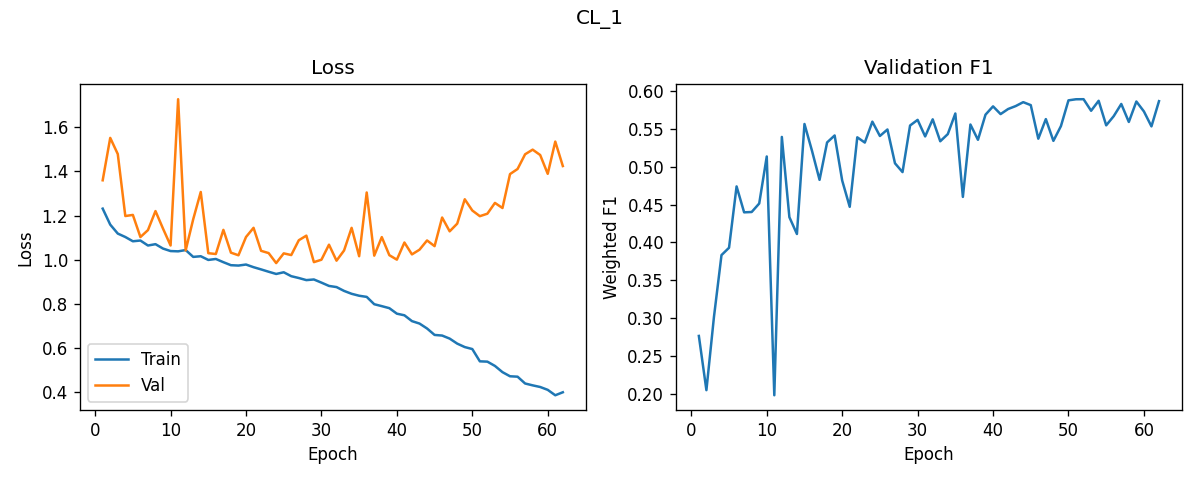 CL_1
Loss
Loss
1.6
1.4
1.2
1.0
0.8
0.6
0.4
Train
Val
0 10 20 30 40 50 60
Epoch
Validation F1
Weighted F1
0.60
0.55
0.50
0.45
0.40
0.35
0.30
0.25
0.20
0 10 20 30 40 50 60
Epoch